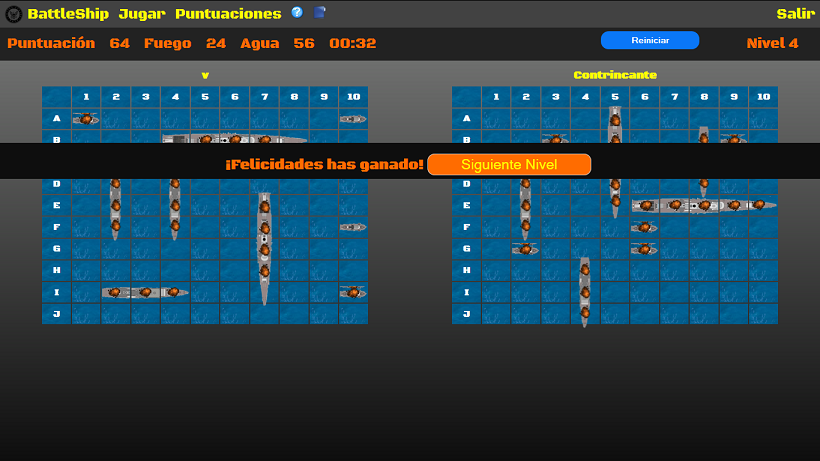 BattleShip Jugar Puntuaciones ? Salir
Puntuación 64 Fuego 24 Agua 56 00:32 Reiniciar Nivel 4
v
1 2 3 4 5 6 7 8 9 10
A
B
¡Felicidades has ganado! Siguiente Nivel
D
E
F
G
H
I
J
Contrincante
1 2 3 4 5 6 7 8 9 10
A
B
D
E
F
G
H
I
J